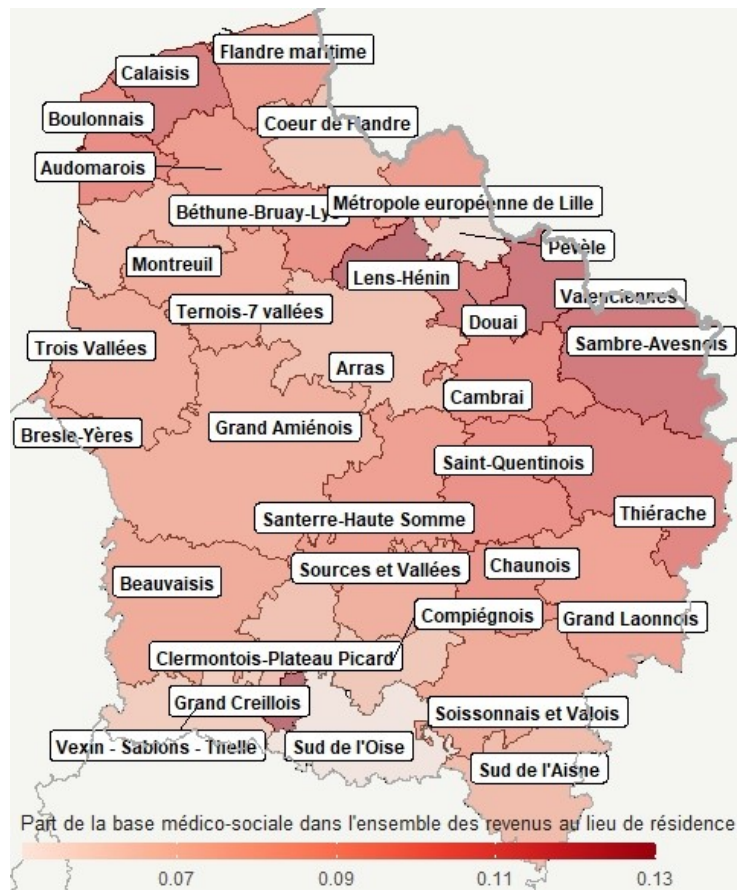 Flandre maritime
Calaisis
Boulonnais
Coeur de Flandre
Audomarois
Métropole européenne de Lille
Béthune-Bruay-Lys
Pévèle
Montreuil
Lens-Hénin
Valenciennes
Ternois-7 vallées
Douai
Trois Vallées
Sambre-Avesnois
Arras
Cambrai
Bresle-Yères
Grand Amiénois
Saint-Quentinois
Santerre-Haute Somme
Thiérache
Sources et Vallées
Chaunois
Beauvaisis
Compiégnois
Grand Laonnois
Clermontois-Plateau Picard
Grand Creillois
Soissonnais et Valois
Vexin - Sablons - Thelle
Sud de l'Oise
Sud de l'Aisne
Part de la base médico-sociale dans l'ensemble des revenus au lieu de résidence
0.07 0.09 0.11 0.13